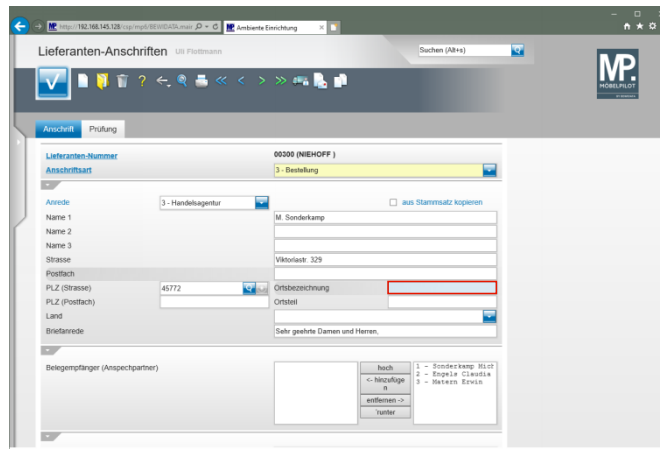 http://192.168.145.128/csp/mp8/BEWIDATA.mair
Ambiente Einrichtung
Lieferanten-Anschriften Uli Flottmann
Suchen (Alt+s)
MP.
MÖBELPILOT
Anschrift Prüfung
Lieferanten-Nummer 00300 (NIEHOFF )
Anschriftsart 3 - Bestellung
Anrede 3 - Handelsagentur aus Stammsatz kopieren
Name 1 M. Sonderkamp
Name 2
Name 3
Strasse Viktoriastr. 329
Postfach
PLZ (Strasse) 45772 Ortsbezeichnung
PLZ (Postfach) Ortsteil
Land
Briefanrede Sehr geehrte Damen und Herren,
Belegempfänger (Anspechpartner)
hoch
<- hinzufüge
n
entfernen ->
'runter
1 - Sonderkamp Mich
2 - Engels Claudia
3 - Matern Erwin